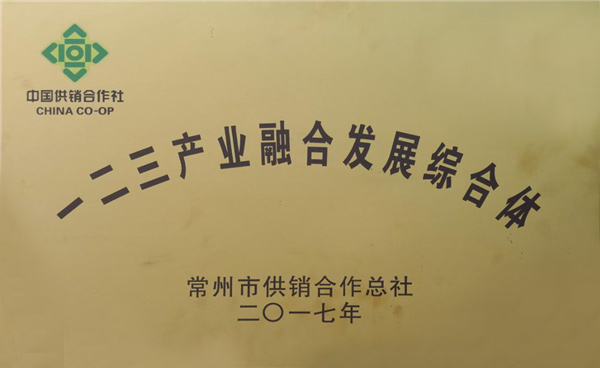 中国供销合作社
CHINA CO-OP
一二三产业融合发展综合体
常州市供销合作总社
二〇一七年